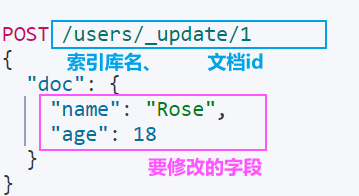 POST /users/_update/1
{ 索引库名、 文档id
"doc": {
"name": "Rose",
"age": 18
} 要修改的字段
}